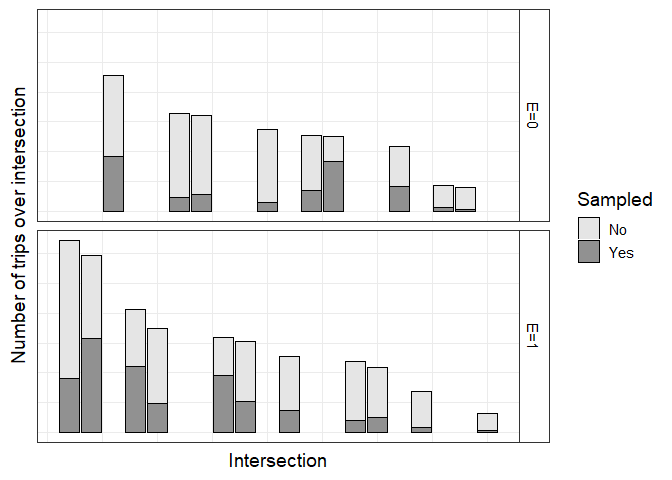 Number of trips over intersection
E=0
E=1
Intersection
Sampled
No
Yes